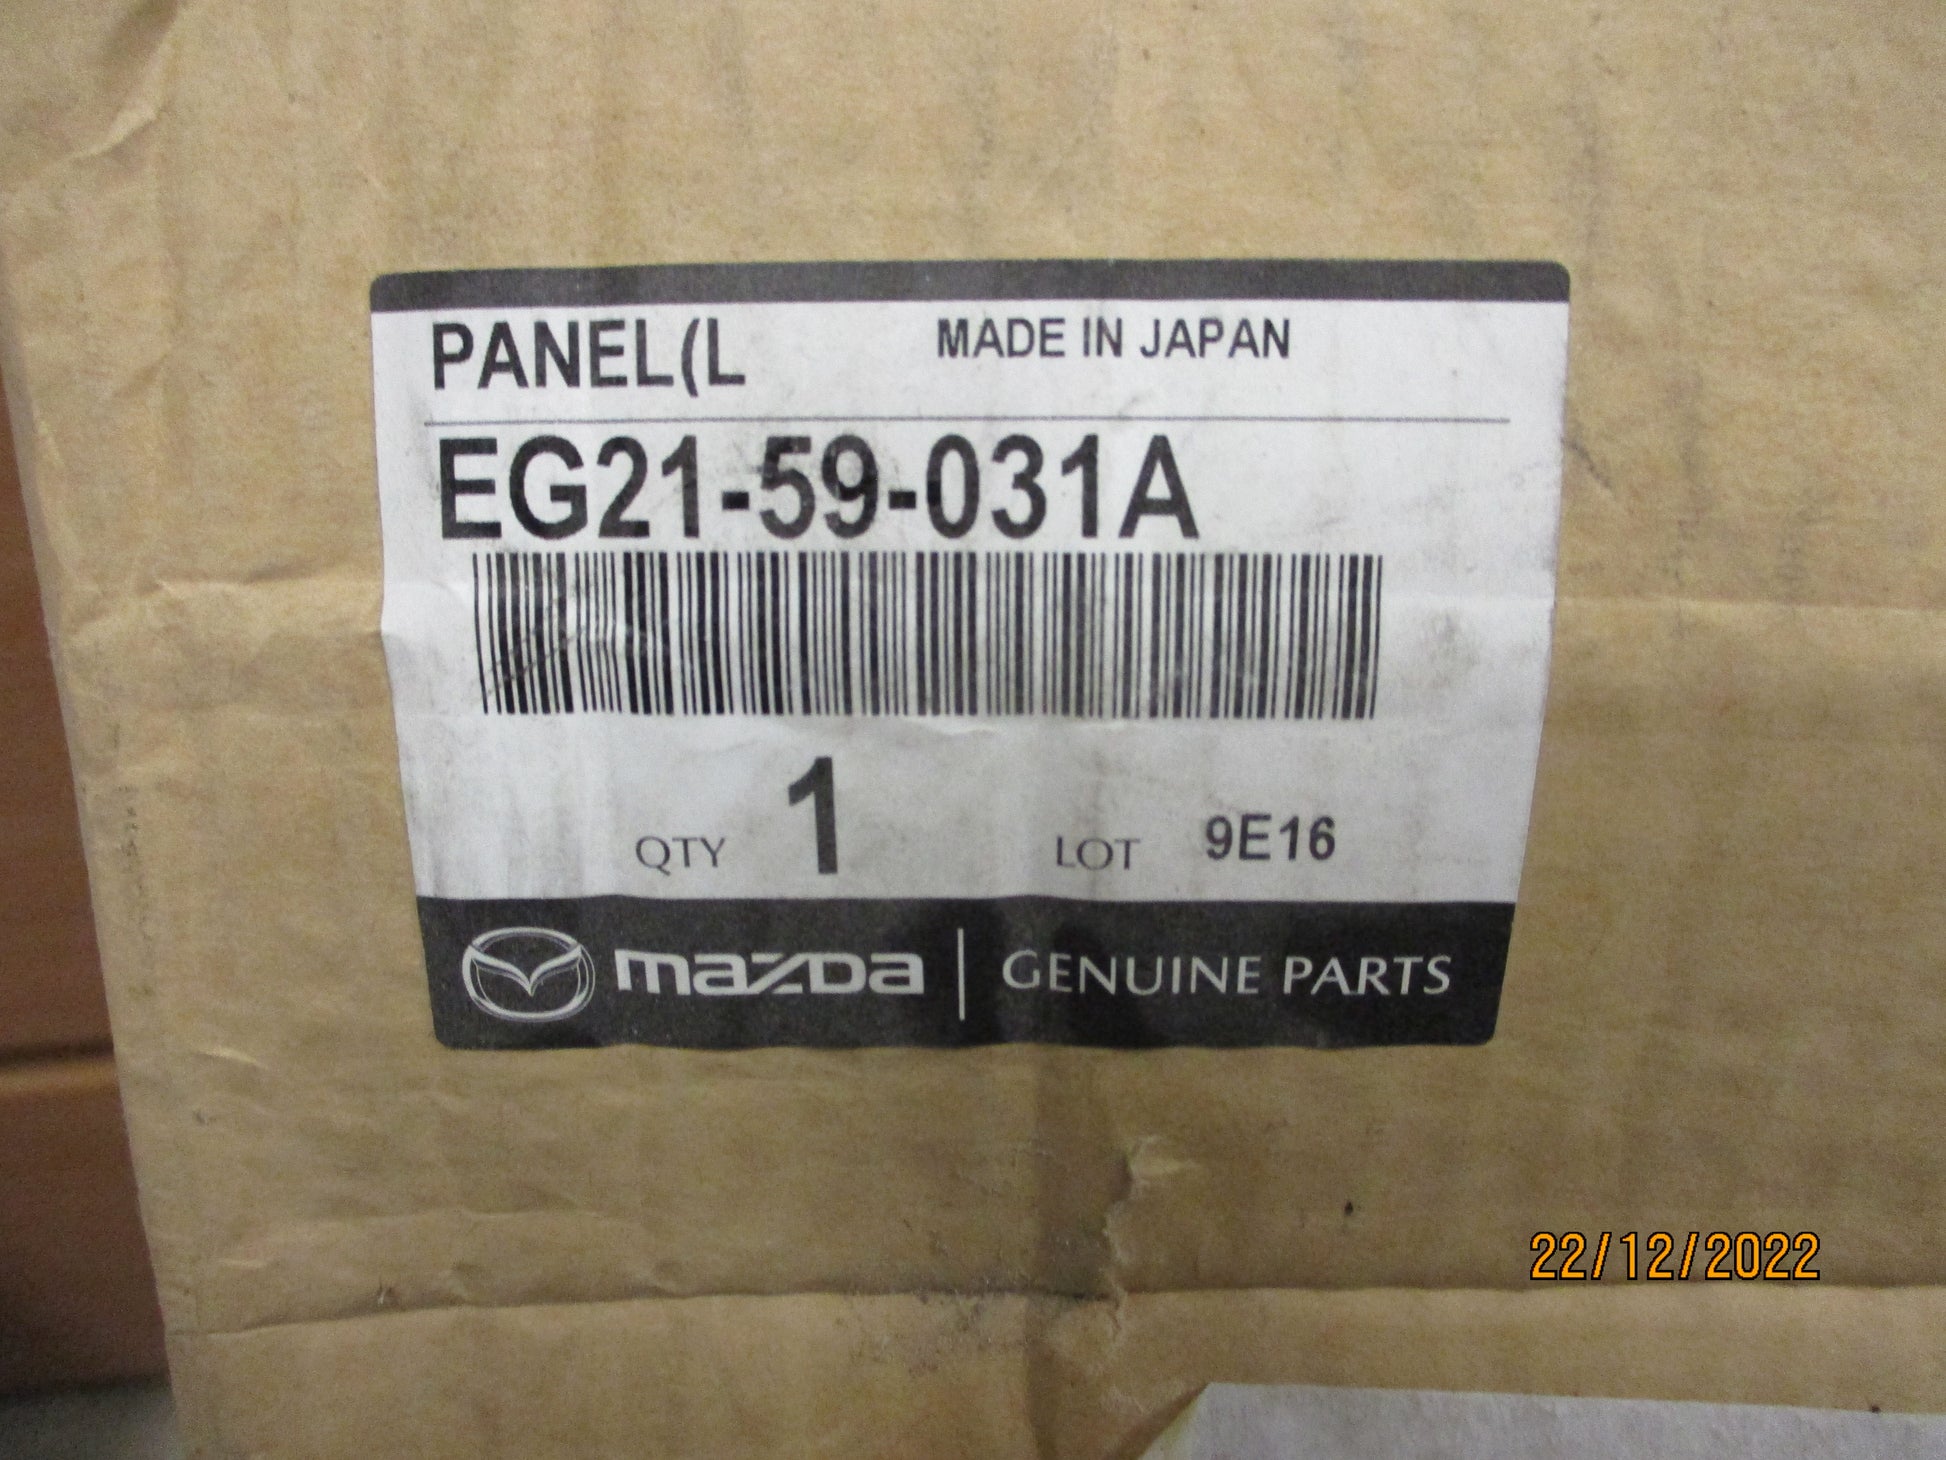 PANEL(L MADE IN JAPAN
EG21-59-031A
QTY 1 LOT 9E16
mazda | GENUINE PARTS
22/12/2022